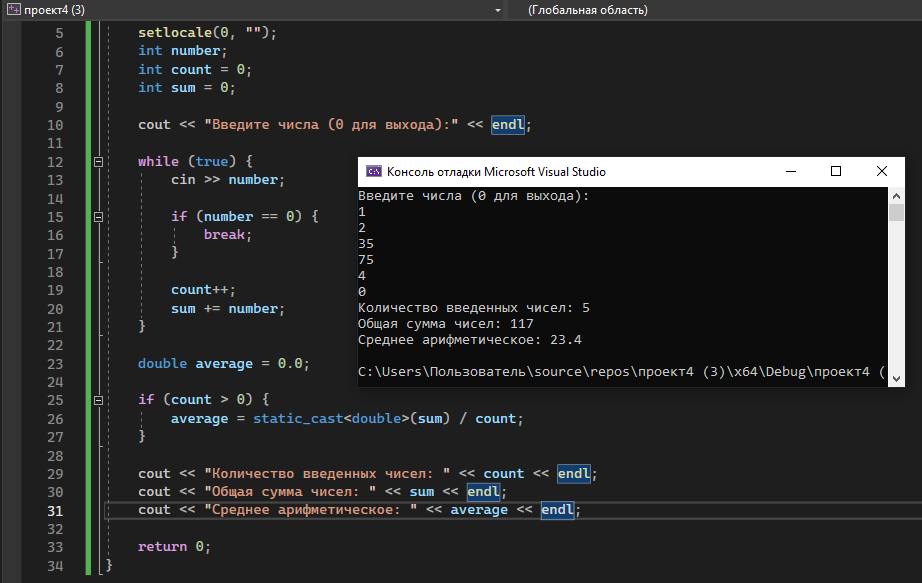 проект4 (3)
(Глобальная область)
5 setlocale(0, "");
6 int number;
7 int count = 0;
8 int sum = 0;
9
10 cout << "Введите числа (0 для выхода):" << endl;
11
12 while (true) {
13 cin >> number;
14
15 if (number == 0) {
16 break;
17 }
18
19 count++;
20 sum += number;
21 }
22
23 double average = 0.0;
24
25 if (count > 0) {
26 average = static_cast<double>(sum) / count;
27 }
28
29 cout << "Количество введенных чисел: " << count << endl;
30 cout << "Общая сумма чисел: " << sum << endl;
31 cout << "Среднее арифметическое: " << average << endl;
32
33 return 0;
34 }
Консоль отладки Microsoft Visual Studio
Введите числа (0 для выхода):
1
2
35
75
4
0
Количество введенных чисел: 5
Общая сумма чисел: 117
Среднее арифметическое: 23.4
C:\Users\Пользователь\source\repos\проект4 (3)\x64\Debug\проект4 (